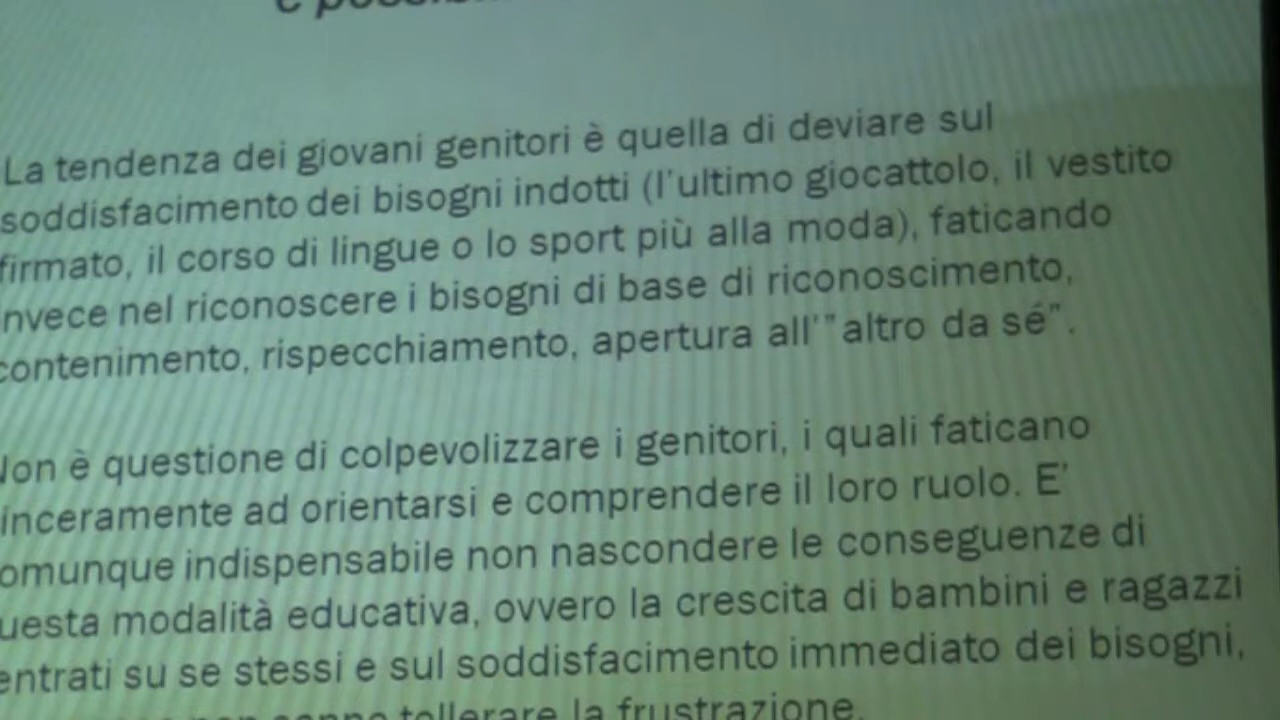 La tendenza dei giovani genitori è quella di deviare sul
soddisfacimento dei bisogni indotti (l'ultimo giocattolo, il vestito
firmato, il corso di lingue o lo sport più alla moda), faticando
nvece nel riconoscere i bisogni di base di riconoscimento,
contenimento, rispecchiamento, apertura all'"altro da sé".
Non è questione di colpevolizzare i genitori, i quali faticano
inceramente ad orientarsi e comprendere il loro ruolo. E'
omunque indispensabile non nascondere le conseguenze di
uesta modalità educativa, ovvero la crescita di bambini e ragazzi
entrati su se stessi e sul soddisfacimento immediato dei bisogni,
non sanno tollerare la frustrazione.